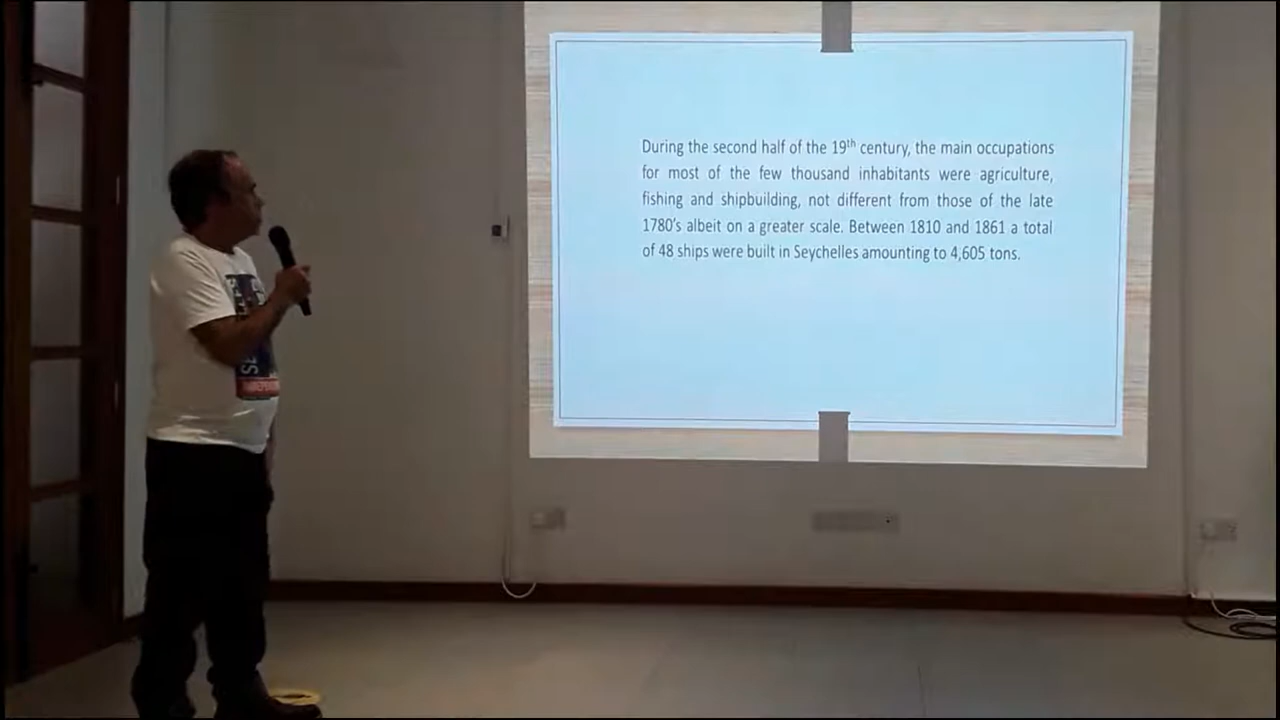 During the second half of the 19th century, the main occupations
for most of the few thousand inhabitants were agriculture,
fishing and shipbuilding, not different from those of the late
1780's albeit on a greater scale. Between 1810 and 1861 a total
of 48 ships were built in Seychelles amounting to 4,605 tons.